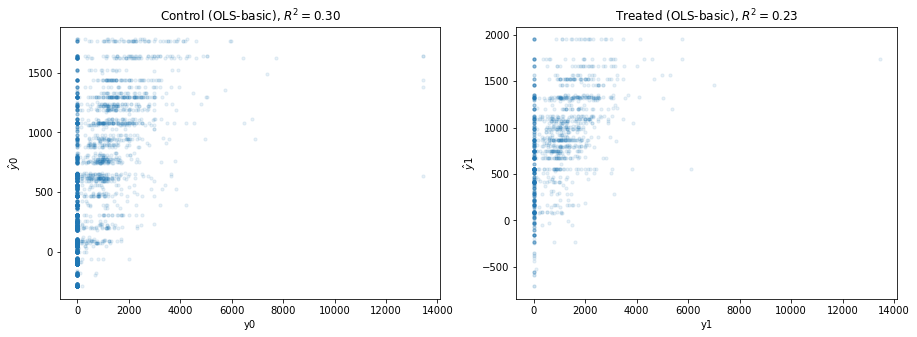 Control (OLS-basic), R² = 0.30
ŷ0
1500
1000
500
0
0 2000 4000 6000 8000 10000 12000 14000
y0
Treated (OLS-basic), R² = 0.23
ŷ1
2000
1500
1000
500
0
−500
0 2000 4000 6000 8000 10000 12000 14000
y1